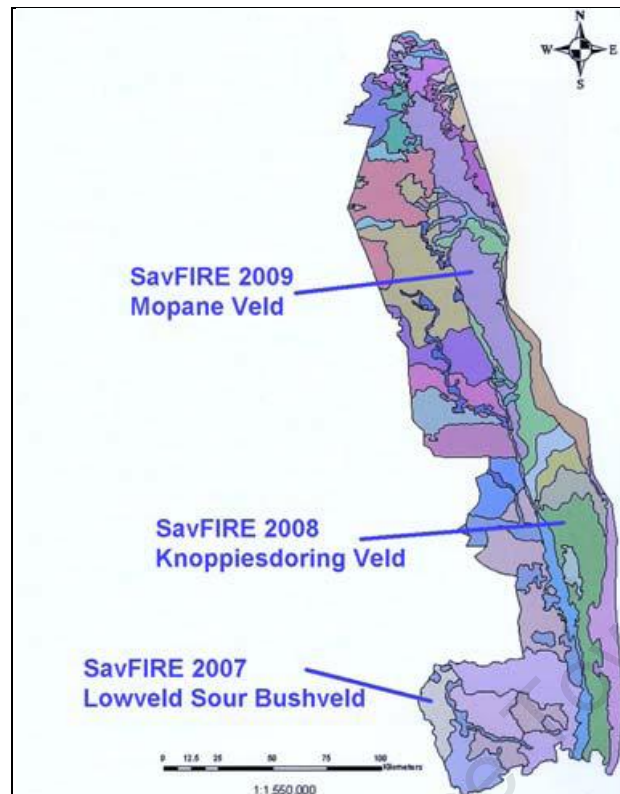 N
W E
S
SavFIRE 2009
Mopane Veld
SavFIRE 2008
Knoppiesdoring Veld
SavFIRE 2007
Lowveld Sour Bushveld
0 12.5 25 50 75 100
Kilometers
1:1 550 000